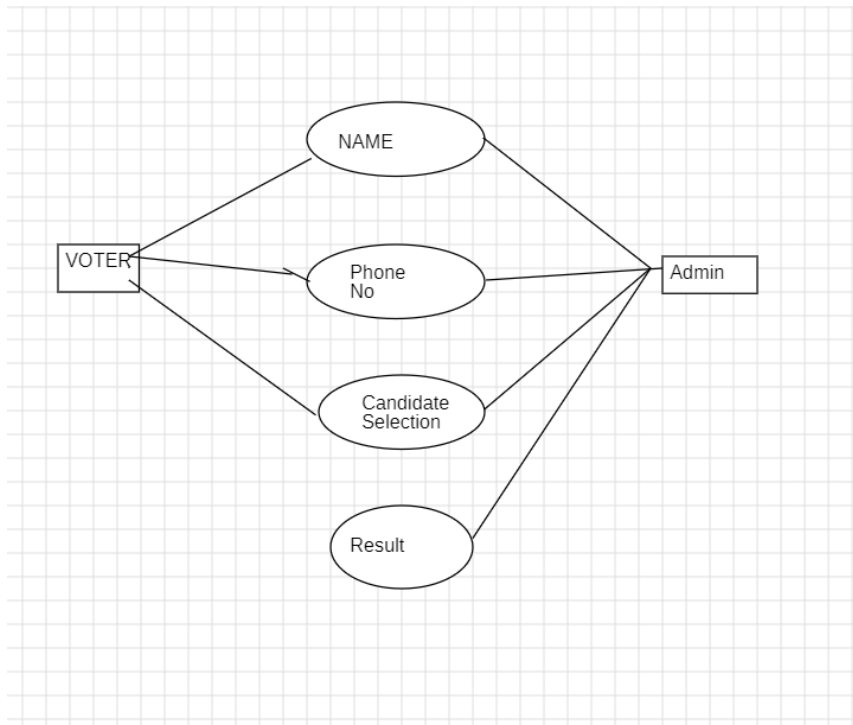 NAME
VOTER
Phone
No
Admin
Candidate
Selection
Result